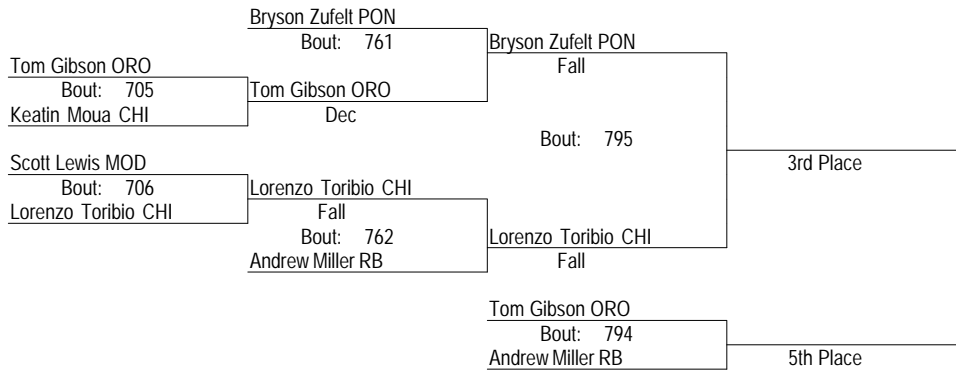 Bryson Zufelt PON
Bout: 761
Bryson Zufelt PON
Fall
Tom Gibson ORO
Bout: 705
Keatin Moua CHI
Tom Gibson ORO
Dec
Bout: 795
3rd Place
Scott Lewis MOD
Bout: 706
Lorenzo Toribio CHI
Lorenzo Toribio CHI
Fall
Bout: 762
Andrew Miller RB
Lorenzo Toribio CHI
Fall
Tom Gibson ORO
Bout: 794
Andrew Miller RB
5th Place